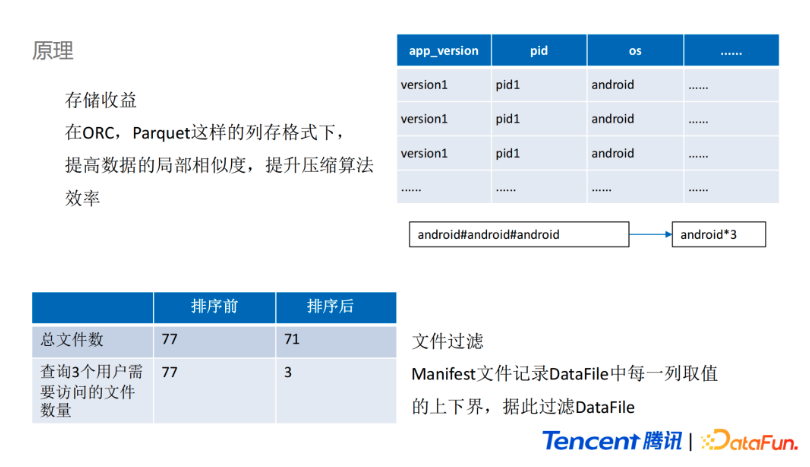 原理
存储收益
在ORC，Parquet这样的列存格式下，
提高数据的局部相似度，提升压缩算法
效率
app_version pid os ......
version1 pid1 android ......
version1 pid1 android ......
version1 pid1 android ......
...... ...... ...... ......
android#android#android android*3
排序前 排序后
总文件数 77 71
查询3个用户需 77 3
要访问的文件
数量
文件过滤
Manifest文件记录DataFile中每一列取值
的上下界，据此过滤DataFile
Tencent 腾讯 | DataFun.